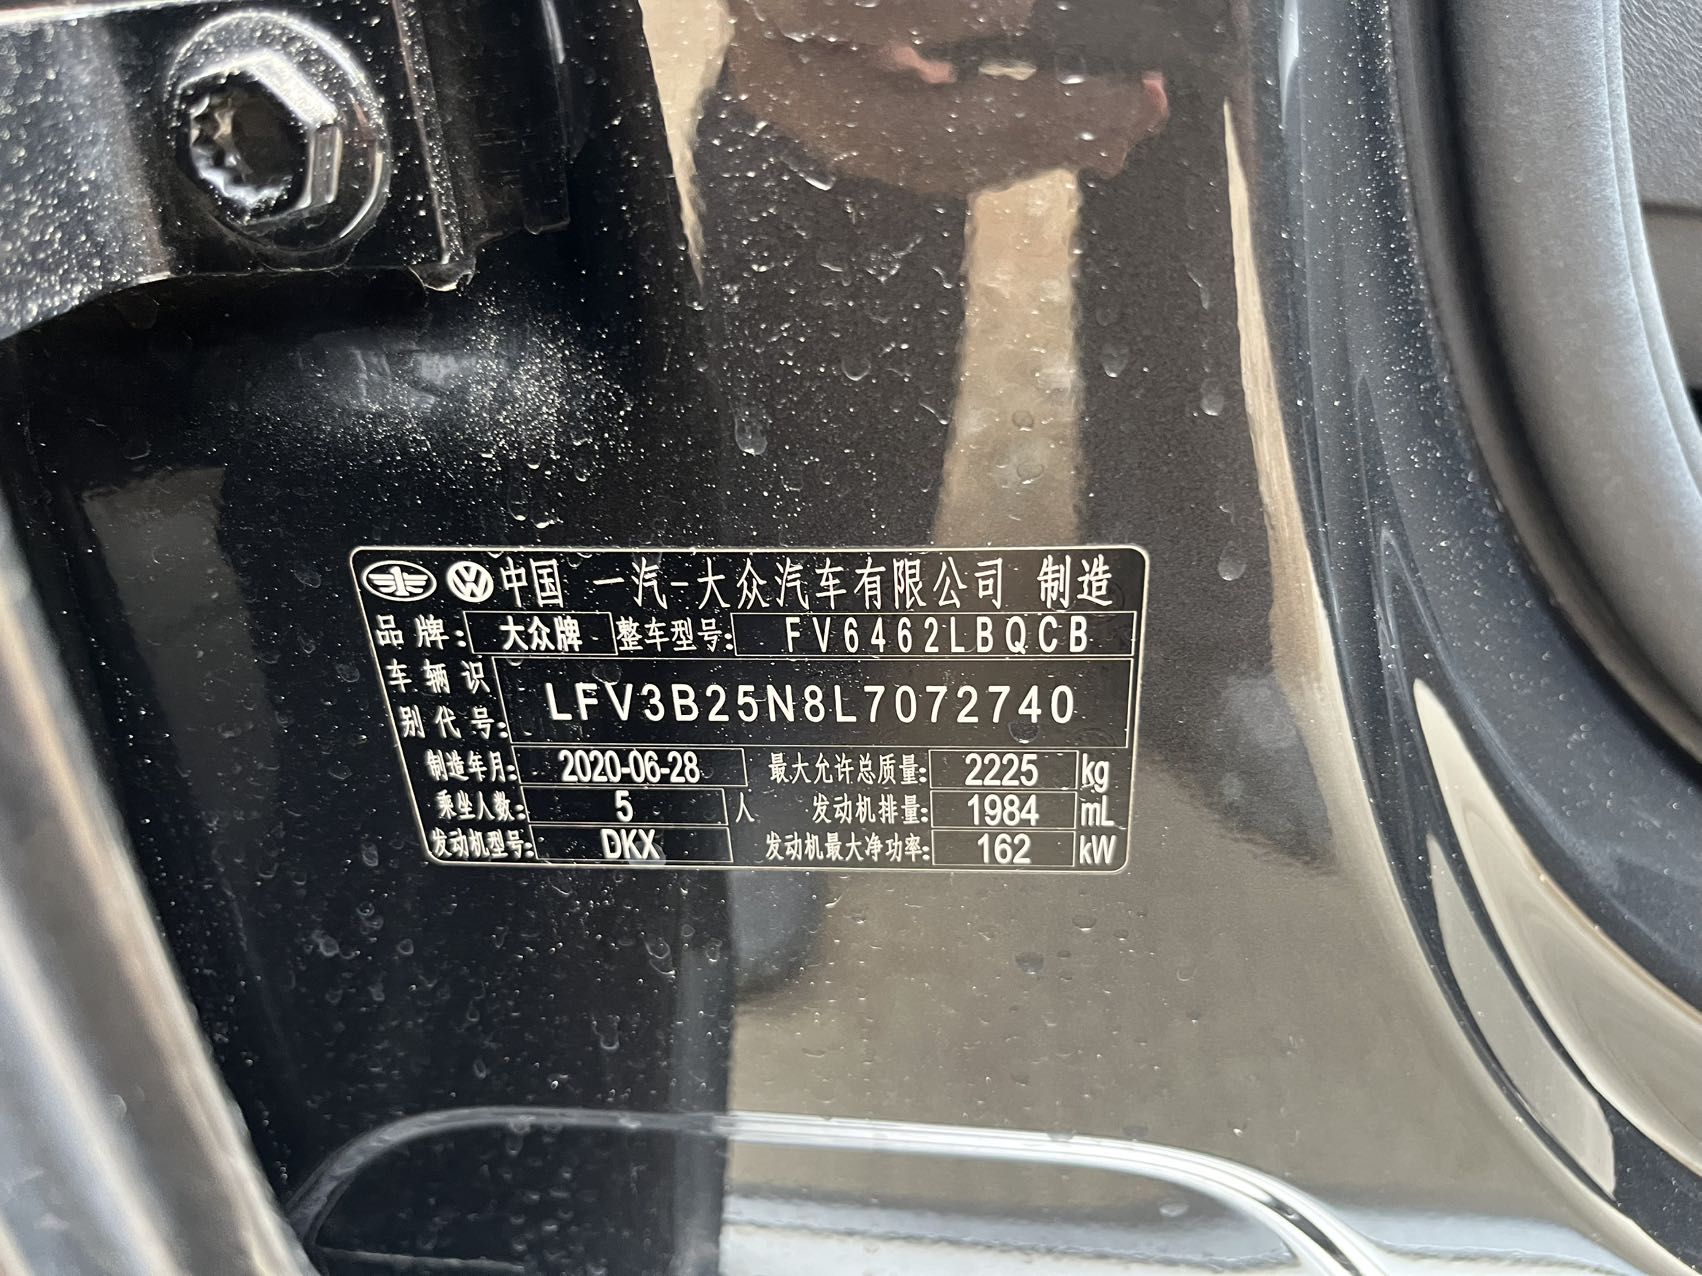 中国 一汽-大众汽车有限公司 制造
品牌: 大众牌 整车型号: FV6462LBQCB
车辆识别代号: LFV3B25N8L7072740
制造年月: 2020-06-28 最大允许总质量: 2225 kg
乘坐人数: 5 人 发动机排量: 1984 mL
发动机型号: DKX 发动机最大净功率: 162 kW